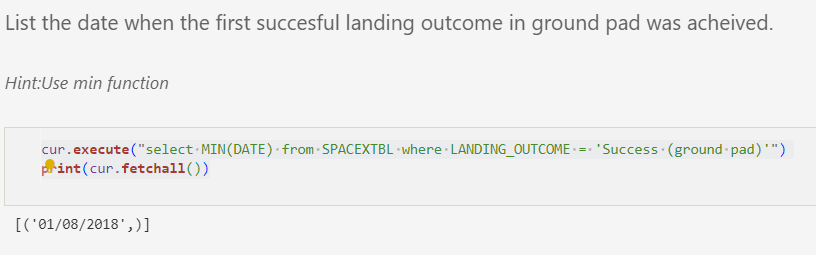 List the date when the first succesful landing outcome in ground pad was acheived.
Hint:Use min function
cur.execute("select MIN(DATE) from SPACEXTBL where LANDING_OUTCOME = 'Success (ground pad)'")
print(cur.fetchall())
[('01/08/2018',)]